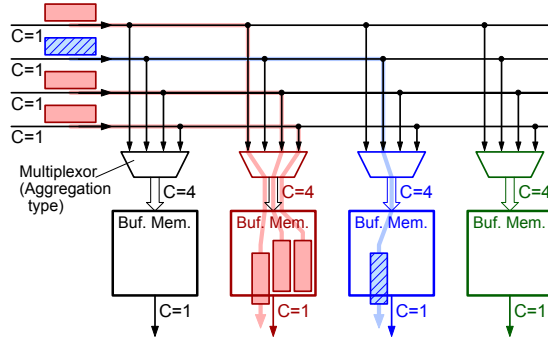 C=1
C=1
C=1
C=1
Multiplexor
(Aggregation
type)
C=4
C=4
C=4
C=4
Buf. Mem.
Buf. Mem.
Buf. Mem.
Buf. Mem.
C=1
C=1
C=1
C=1